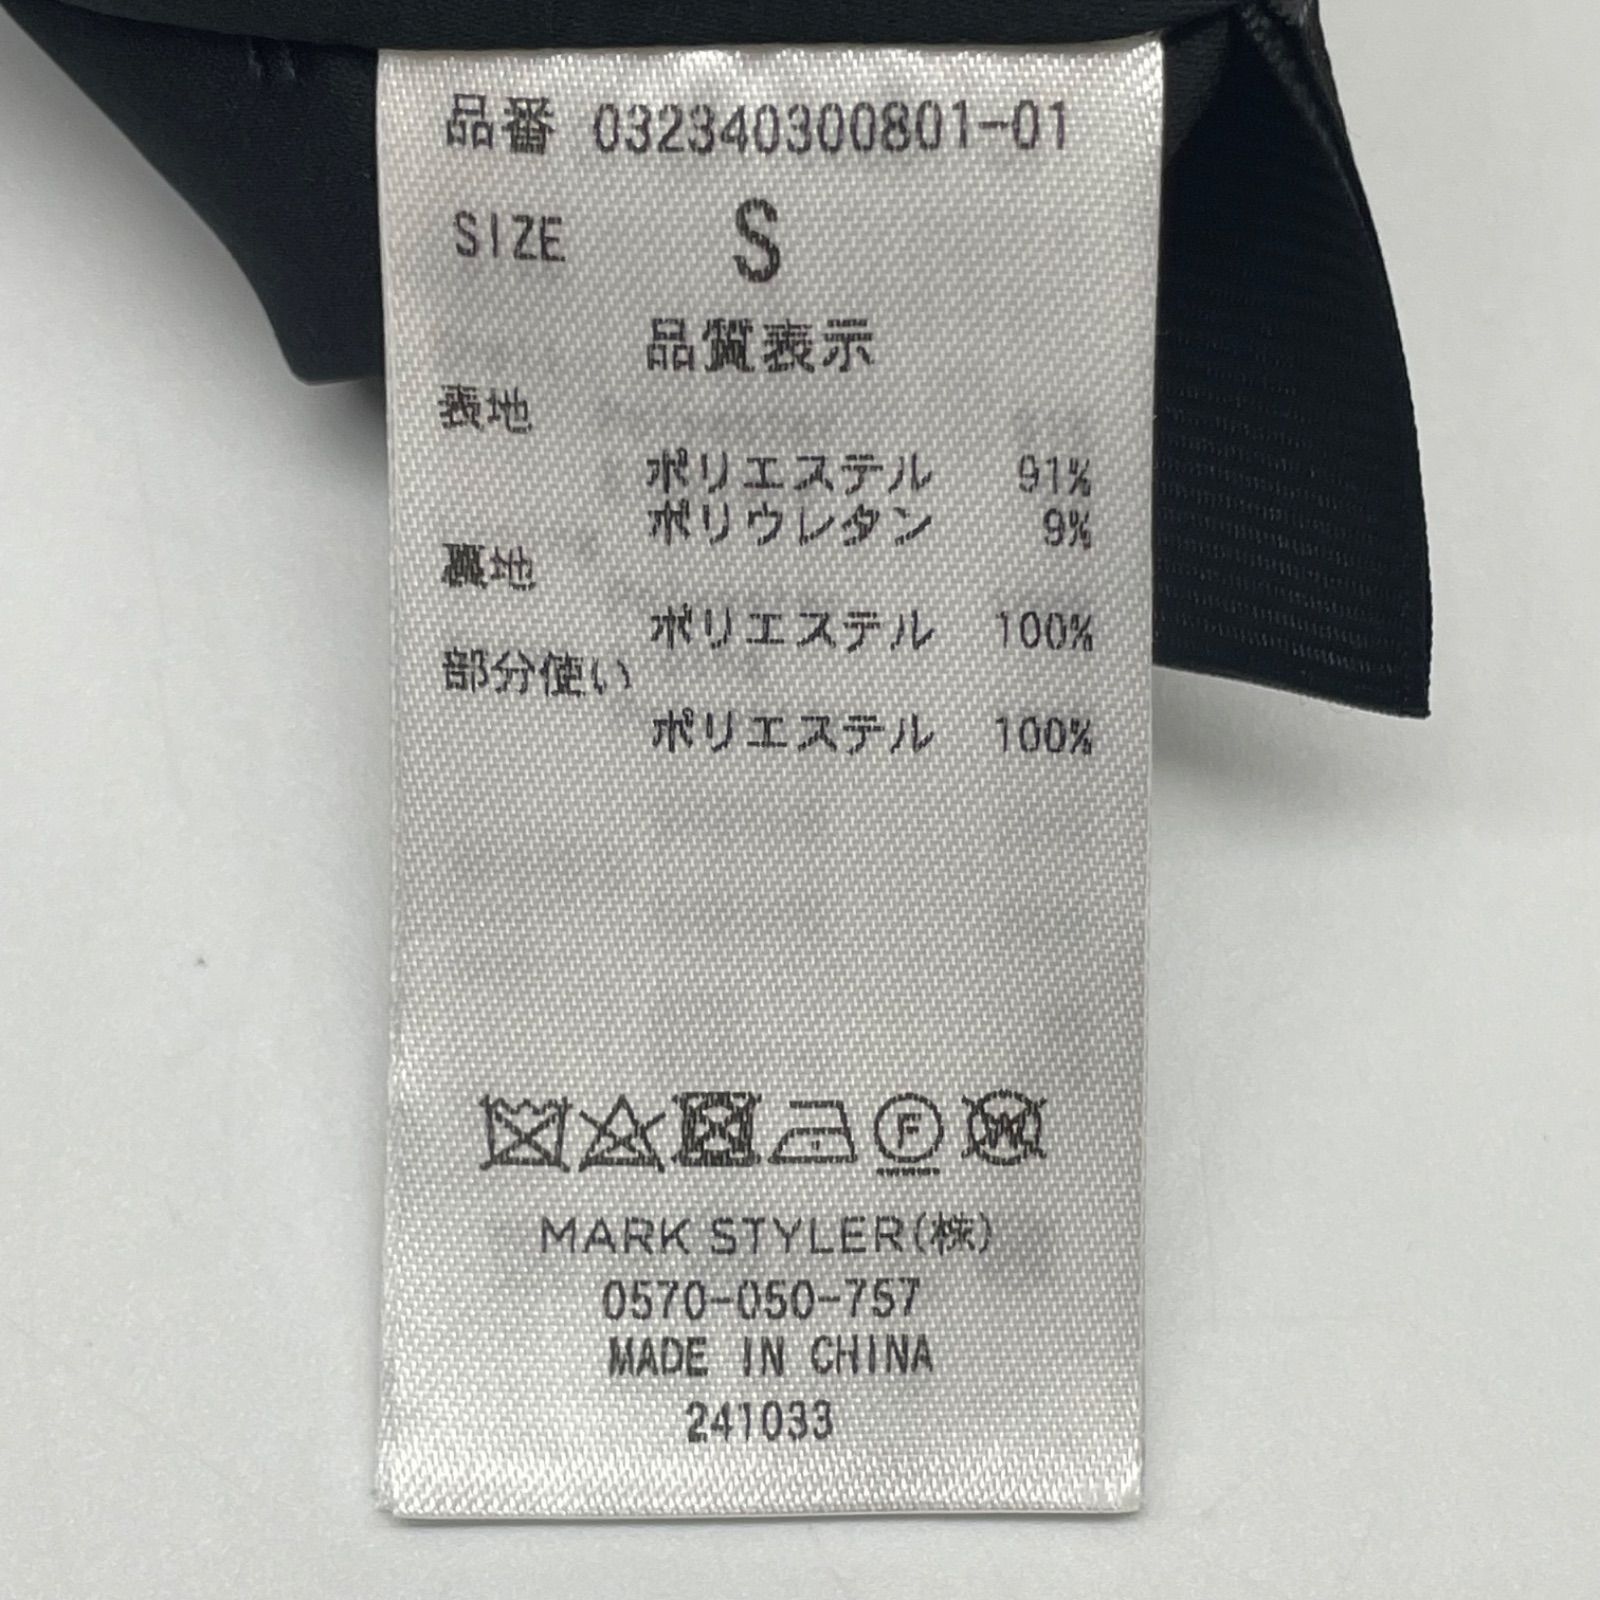 品番 032340300801-01
SIZE S
品質表示
表地
ポリエステル 91%
ポリウレタン 9%
裏地
ポリエステル 100%
部分使い
ポリエステル 100%
F W
MARK STYLER(株)
0570-050-757
MADE IN CHINA
241033